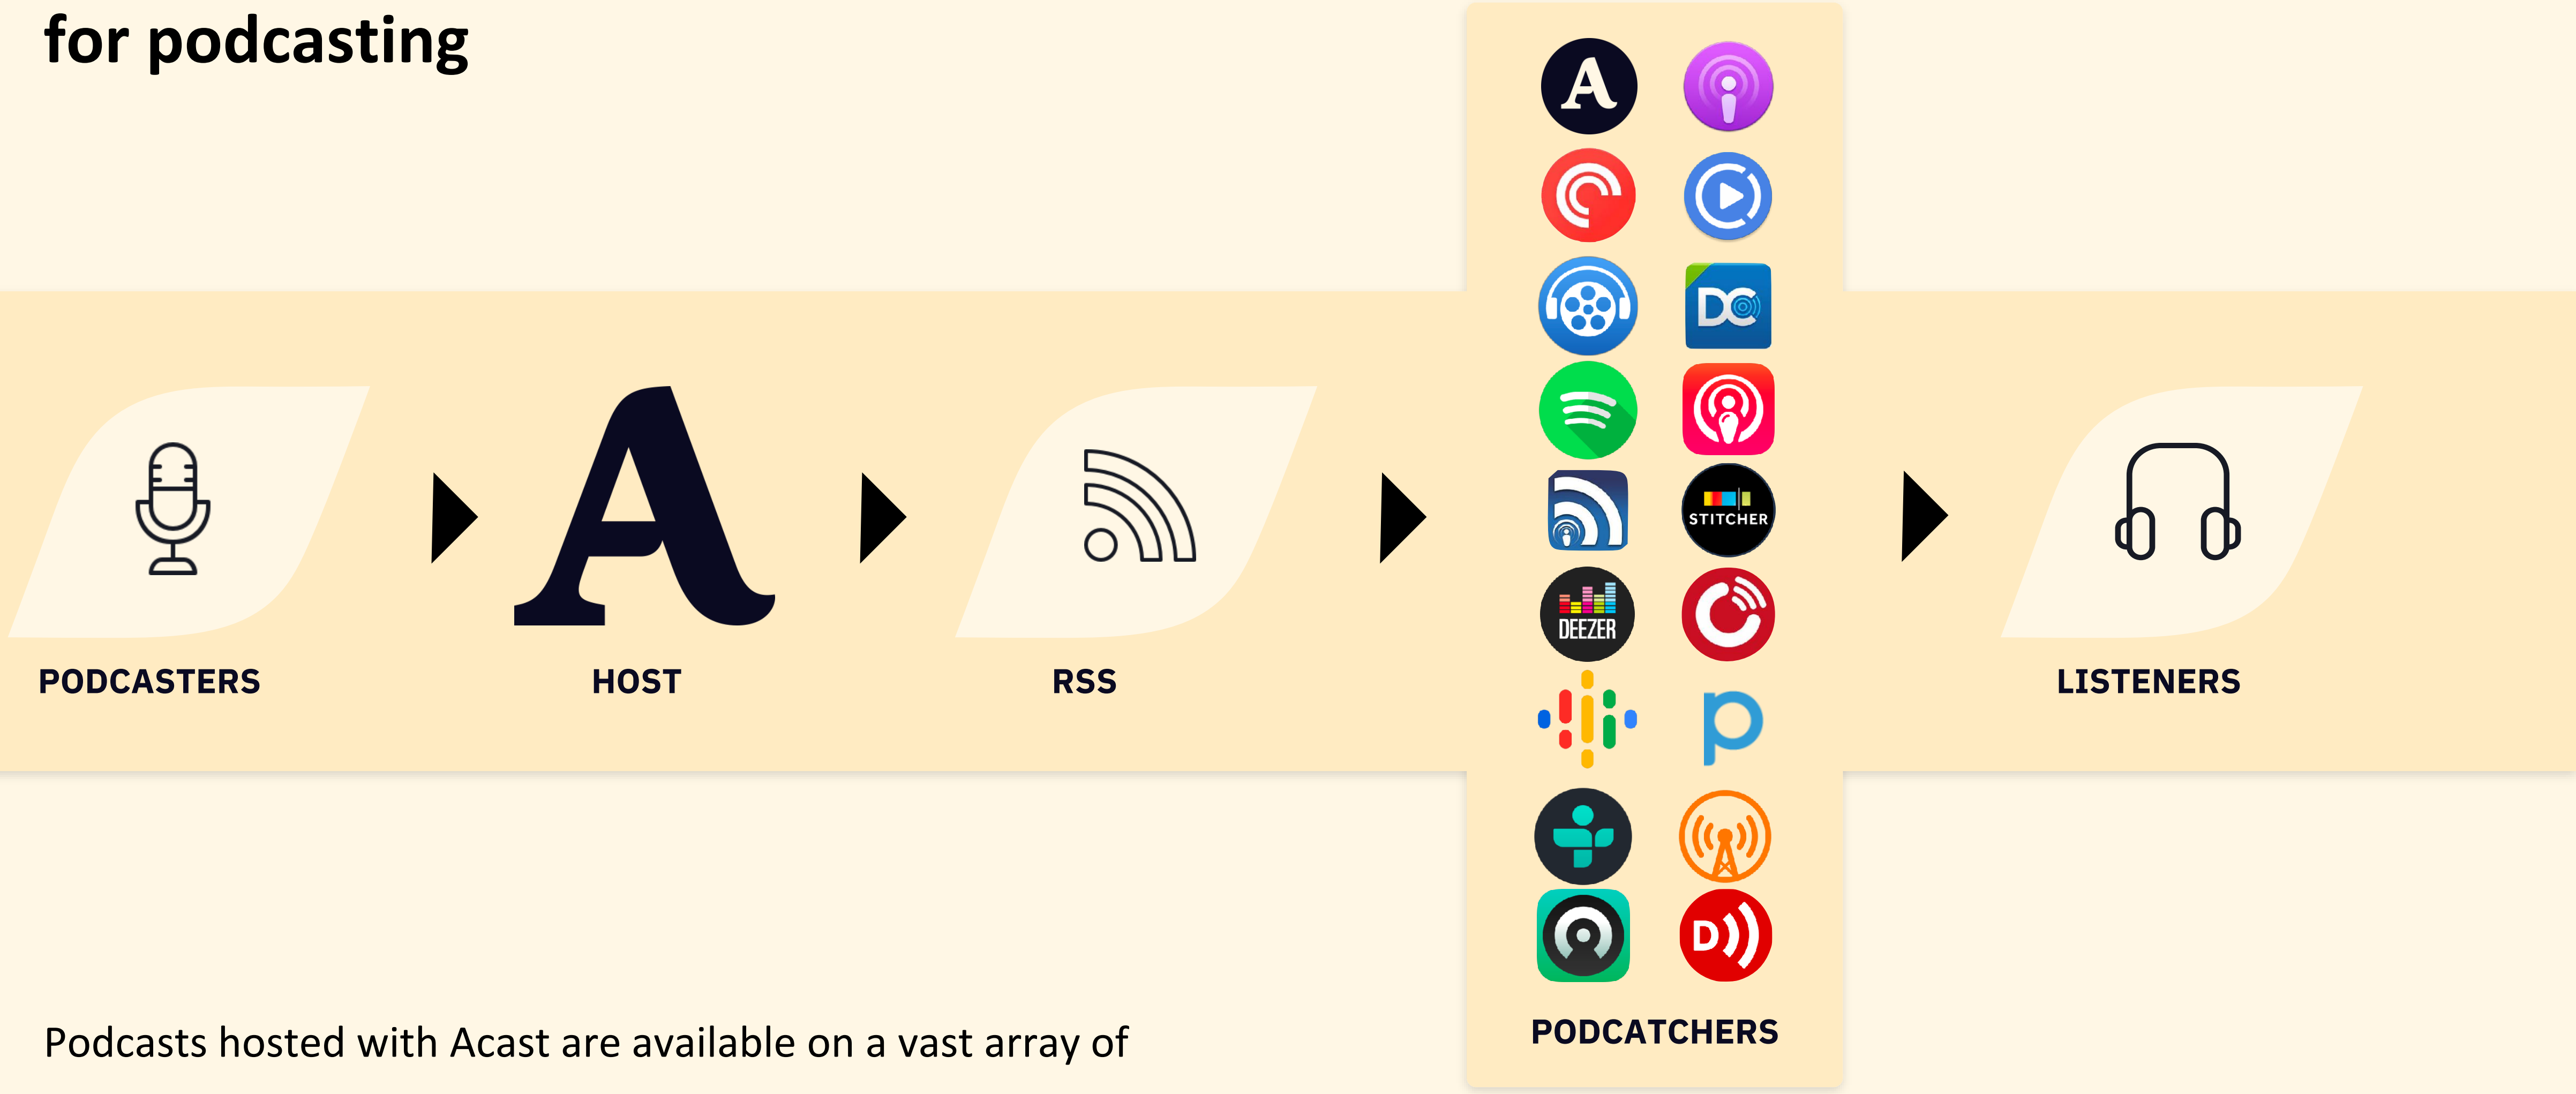 for podcasting
A
DC
STITCHER
DEEZER
D
A
PODCASTERS
HOST
RSS
LISTENERS
PODCATCHERS
Podcasts hosted with Acast are available on a vast array of